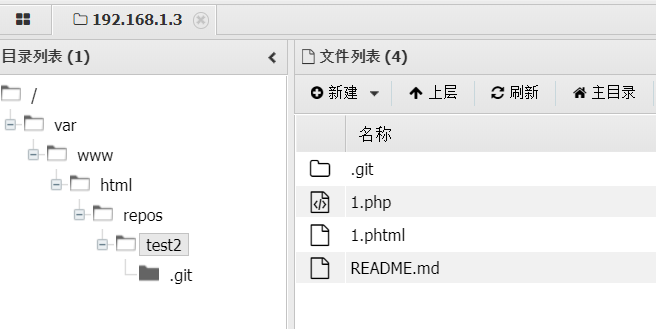 192.168.1.3
目录列表 (1)
文件列表 (4)
新建
上层
刷新
主目录
/
var
www
html
repos
test2
.git
名称
.git
1.php
1.phtml
README.md